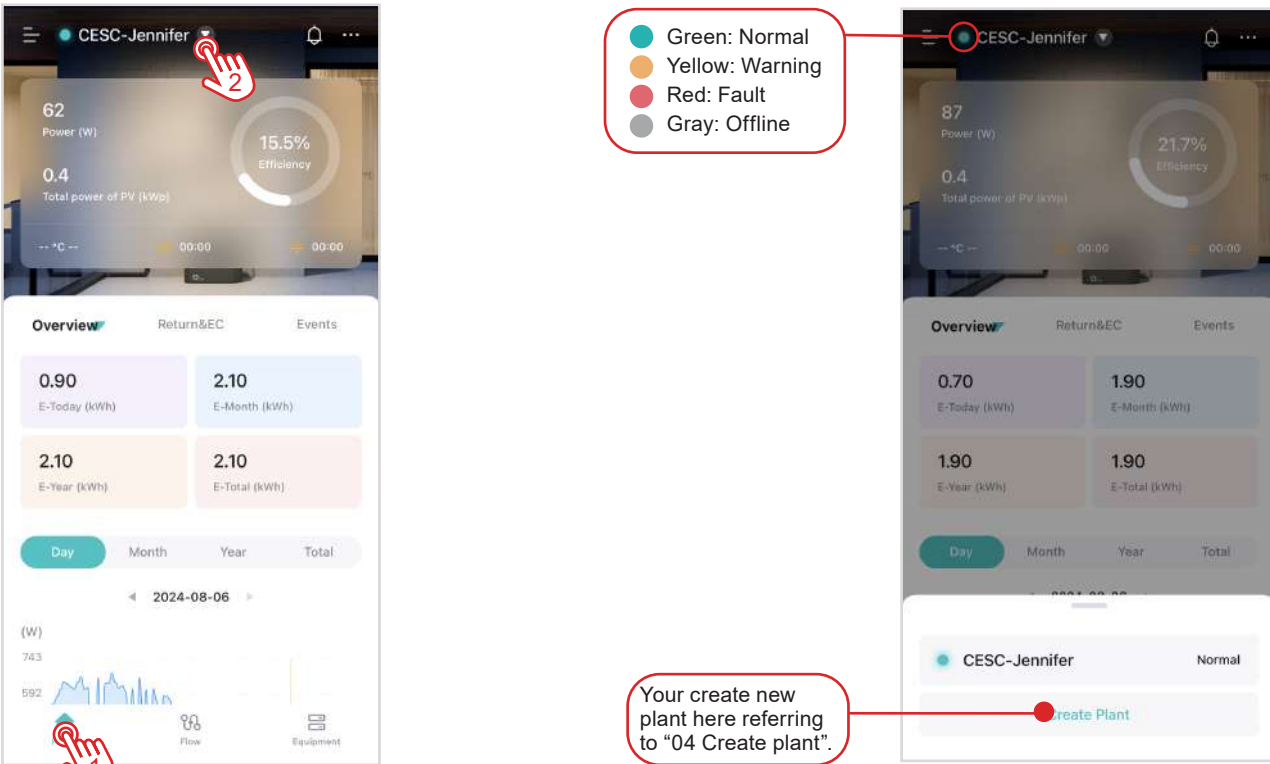 CESC-Jennifer
2
62
Power (W)
15.5%
Efficiency
0.4
Total power of PV (kWp)
-- °C --
00:00
00:00
Overview
Return&EC
Events
0.90
E-Today (kWh)
2.10
E-Month (kWh)
2.10
E-Year (kWh)
2.10
E-Total (kWh)
Day
Month
Year
Total
2024-08-06
(W)
743
592
Flow
Equipment
Green: Normal
Yellow: Warning
Red: Fault
Gray: Offline
Your create new
plant here referring
to “04 Create plant”.
CESC-Jennifer
87
Power (W)
21.7%
Efficiency
0.4
Total power of PV (kWp)
-- °C --
00:00
00:00
Overview
Return&EC
Events
0.70
E-Today (kWh)
1.90
E-Month (kWh)
1.90
E-Year (kWh)
1.90
E-Total (kWh)
Day
Month
Year
Total
CESC-Jennifer
Normal
Create Plant